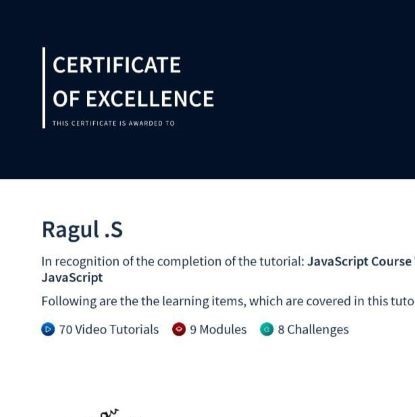 CERTIFICATE
OF EXCELLENCE
THIS CERTIFICATE IS AWARDED TO
Ragul .S
In recognition of the completion of the tutorial: JavaScript Course
JavaScript
Following are the the learning items, which are covered in this tuto
70 Video Tutorials 9 Modules 8 Challenges